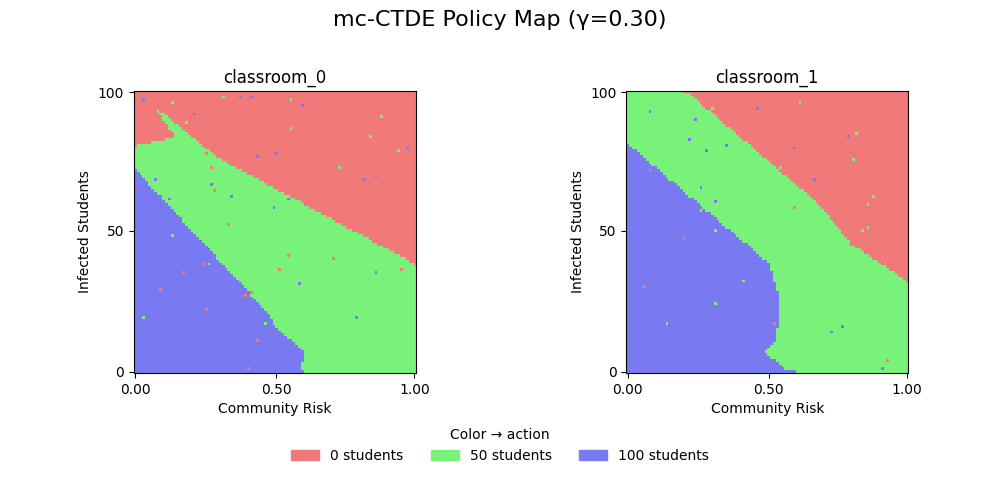 mc-CTDE Policy Map (γ=0.30)
classroom_0
classroom_1
100
50
0
Infected Students
0.00
0.50
1.00
Community Risk
100
50
0
Infected Students
0.00
0.50
1.00
Community Risk
Color → action
0 students
50 students
100 students